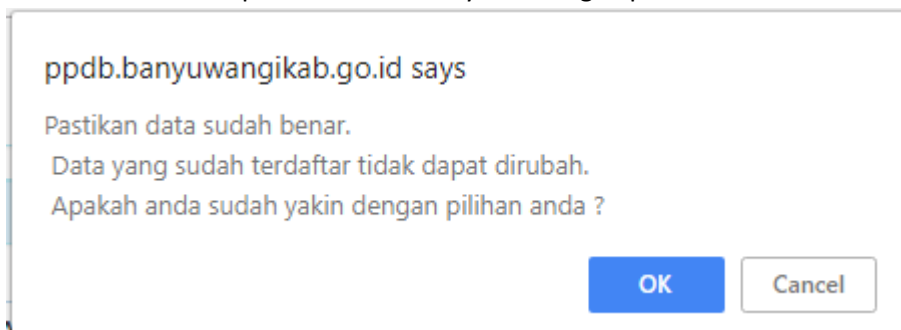 ppdb.banyuwangikab.go.id says
Pastikan data sudah benar.
Data yang sudah terdaftar tidak dapat dirubah.
Apakah anda sudah yakin dengan pilihan anda ?
OK Cancel